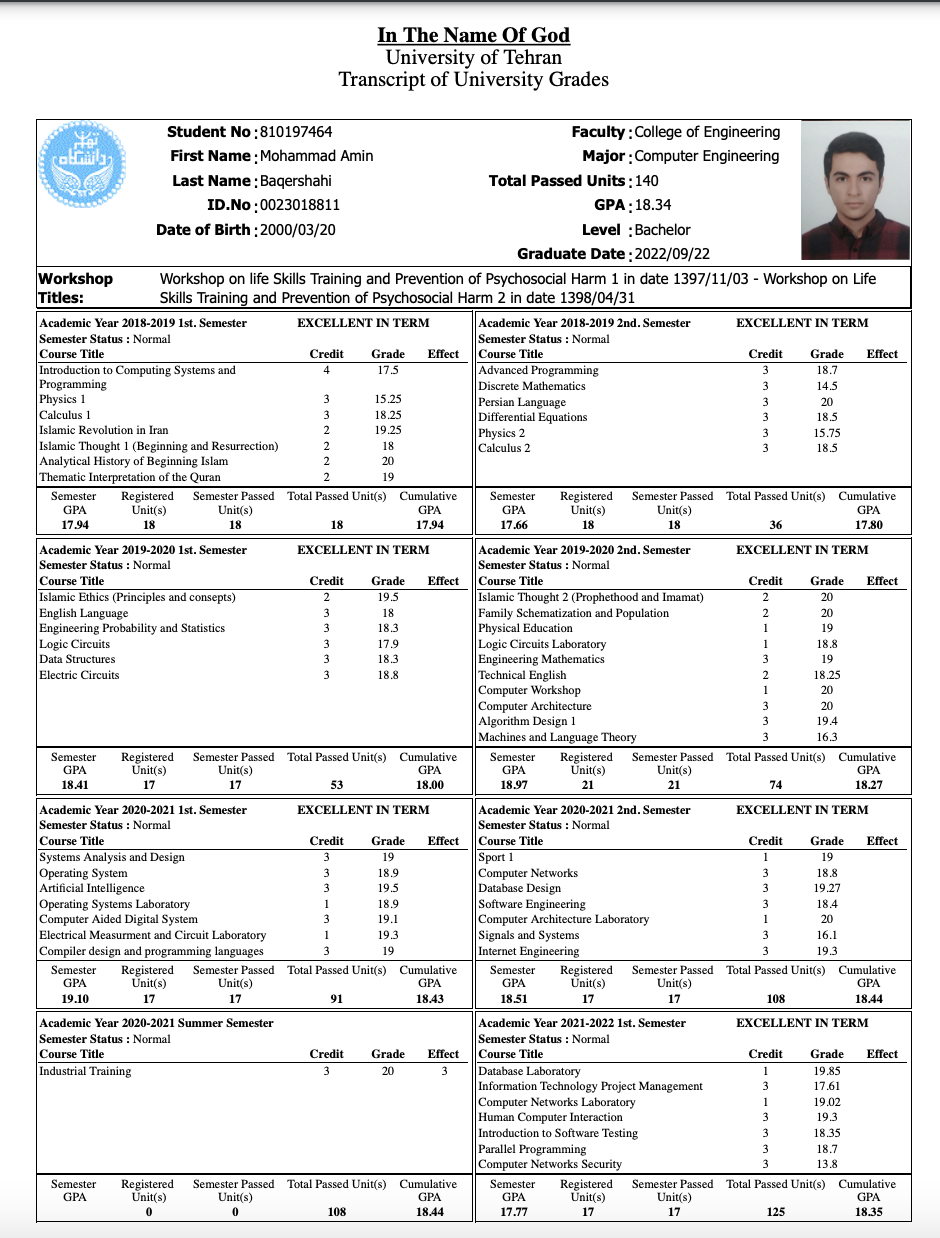 In The Name Of God
University of Tehran
Transcript of University Grades
Student No : 810197464
First Name : Mohammad Amin
Last Name : Baqershahi
ID.No : 0023018811
Date of Birth : 2000/03/20
Faculty : College of Engineering
Major : Computer Engineering
Total Passed Units : 140
GPA : 18.34
Level : Bachelor
Graduate Date : 2022/09/22
Workshop Titles: Workshop on life Skills Training and Prevention of Psychosocial Harm 1 in date 1397/11/03 - Workshop on Life
Skills Training and Prevention of Psychosocial Harm 2 in date 1398/04/31
Academic Year 2018-2019 1st. Semester EXCELLENT IN TERM
Semester Status : Normal
Course Title Credit Grade Effect
Introduction to Computing Systems and Programming 4 17.5
Physics 1 3 15.25
Calculus 1 3 18.25
Islamic Revolution in Iran 2 19.25
Islamic Thought 1 (Beginning and Resurrection) 2 18
Analytical History of Beginning Islam 2 20
Thematic Interpretation of the Quran 2 19
Semester GPA Registered Unit(s) Semester Passed Unit(s) Total Passed Unit(s) Cumulative GPA
17.94 18 18 18 17.94
Academic Year 2018-2019 2nd. Semester EXCELLENT IN TERM
Semester Status : Normal
Course Title Credit Grade Effect
Advanced Programming 3 18.7
Discrete Mathematics 3 14.5
Persian Language 3 20
Differential Equations 3 18.5
Physics 2 3 15.75
Calculus 2 3 18.5
Semester GPA Registered Unit(s) Semester Passed Unit(s) Total Passed Unit(s) Cumulative GPA
17.66 18 18 36 17.80
Academic Year 2019-2020 1st. Semester EXCELLENT IN TERM
Semester Status : Normal
Course Title Credit Grade Effect
Islamic Ethics (Principles and consepts) 2 19.5
English Language 3 18
Engineering Probability and Statistics 3 18.3
Logic Circuits 3 17.9
Data Structures 3 18.3
Electric Circuits 3 18.8
Semester GPA Registered Unit(s) Semester Passed Unit(s) Total Passed Unit(s) Cumulative GPA
18.41 17 17 53 18.00
Academic Year 2019-2020 2nd. Semester EXCELLENT IN TERM
Semester Status : Normal
Course Title Credit Grade Effect
Islamic Thought 2 (Prophethood and Imamat) 2 20
Family Schematization and Population 2 20
Physical Education 1 19
Logic Circuits Laboratory 1 18.8
Engineering Mathematics 3 19
Technical English 2 18.25
Computer Workshop 1 20
Computer Architecture 3 20
Algorithm Design 1 3 19.4
Machines and Language Theory 3 16.3
Semester GPA Registered Unit(s) Semester Passed Unit(s) Total Passed Unit(s) Cumulative GPA
18.97 21 21 74 18.27
Academic Year 2020-2021 1st. Semester EXCELLENT IN TERM
Semester Status : Normal
Course Title Credit Grade Effect
Systems Analysis and Design 3 19
Operating System 3 18.9
Artificial Intelligence 3 19.5
Operating Systems Laboratory 1 18.9
Computer Aided Digital System 3 19.1
Electrical Measurment and Circuit Laboratory 1 19.3
Compiler design and programming languages 3 19
Semester GPA Registered Unit(s) Semester Passed Unit(s) Total Passed Unit(s) Cumulative GPA
19.10 17 17 91 18.43
Academic Year 2020-2021 2nd. Semester EXCELLENT IN TERM
Semester Status : Normal
Course Title Credit Grade Effect
Sport 1 1 19
Computer Networks 3 18.8
Database Design 3 19.27
Software Engineering 3 18.4
Computer Architecture Laboratory 1 20
Signals and Systems 3 16.1
Internet Engineering 3 19.3
Semester GPA Registered Unit(s) Semester Passed Unit(s) Total Passed Unit(s) Cumulative GPA
18.51 17 17 108 18.44
Academic Year 2020-2021 Summer Semester
Semester Status : Normal
Course Title Credit Grade Effect
Industrial Training 3 20 3
Semester GPA Registered Unit(s) Semester Passed Unit(s) Total Passed Unit(s) Cumulative GPA
0 0 108 18.44
Academic Year 2021-2022 1st. Semester EXCELLENT IN TERM
Semester Status : Normal
Course Title Credit Grade Effect
Database Laboratory 1 19.85
Information Technology Project Management 3 17.61
Computer Networks Laboratory 1 19.02
Human Computer Interaction 3 19.3
Introduction to Software Testing 3 18.35
Parallel Programming 3 18.7
Computer Networks Security 3 13.8
Semester GPA Registered Unit(s) Semester Passed Unit(s) Total Passed Unit(s) Cumulative GPA
17.77 17 17 125 18.35